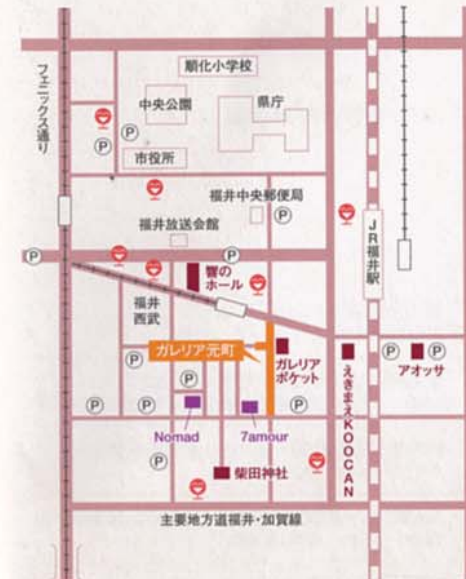 順化小学校
フェニックス通り
中央公園
県庁
P
P
市役所
福井中央郵便局
P
福井放送会館
JR福井駅
P
P
響のホール
福井西武
ガレリア元町
ガレリアポケット
えきまえKOOCAN
P
P
アオッサ
P
P
P
P
P
Nomad
7amour
P
柴田神社
主要地方道福井・加賀線